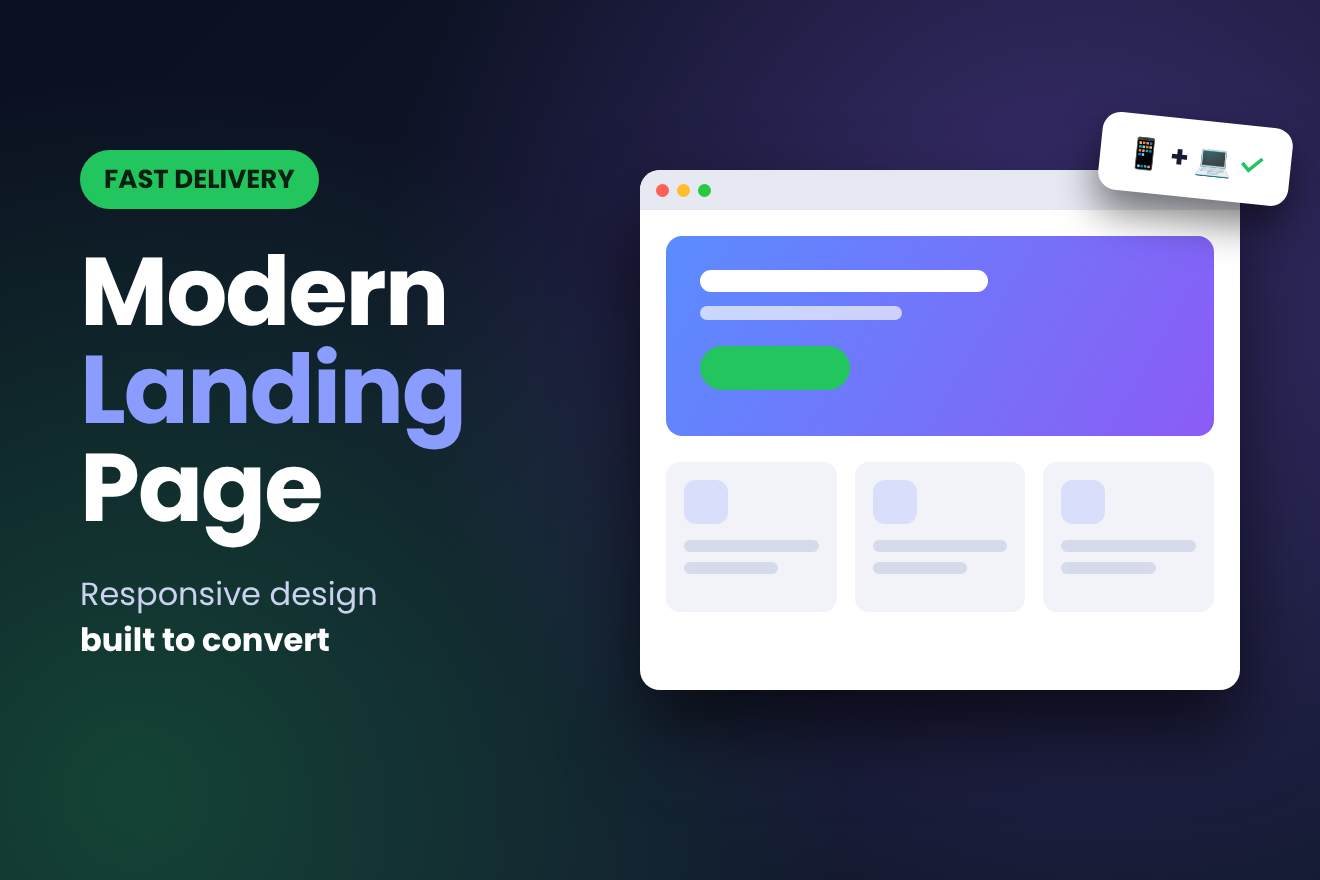 FAST DELIVERY
Modern
Landing
Page
Responsive design
built to convert
📱 + 💻 ✓